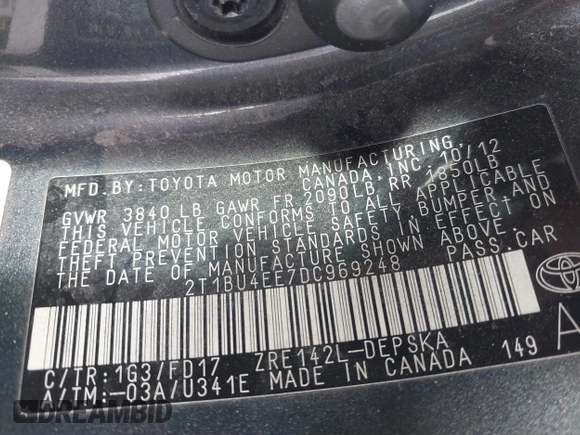 MFD.BY:TOYOTA MOTOR MANUFACTURING
CANADA, INC. 10/12
GVWR 3840 LB GAWR FR 2090LB RR 1850LB
THIS VEHICLE CONFORMS TO ALL APPLICABLE
FEDERAL MOTOR VEHICLE SAFETY, BUMPER AND
THEFT PREVENTION STANDARDS IN EFFECT ON
THE DATE OF MANUFACTURE SHOWN ABOVE.
2T1BU4EE7DC969248 PASS.CAR
C/TR:1G3/FD17 ZRE142L-DEPSKA
A/TM:-03A/U341E MADE IN CANADA 149
A
TOYOTA
DREAMBID